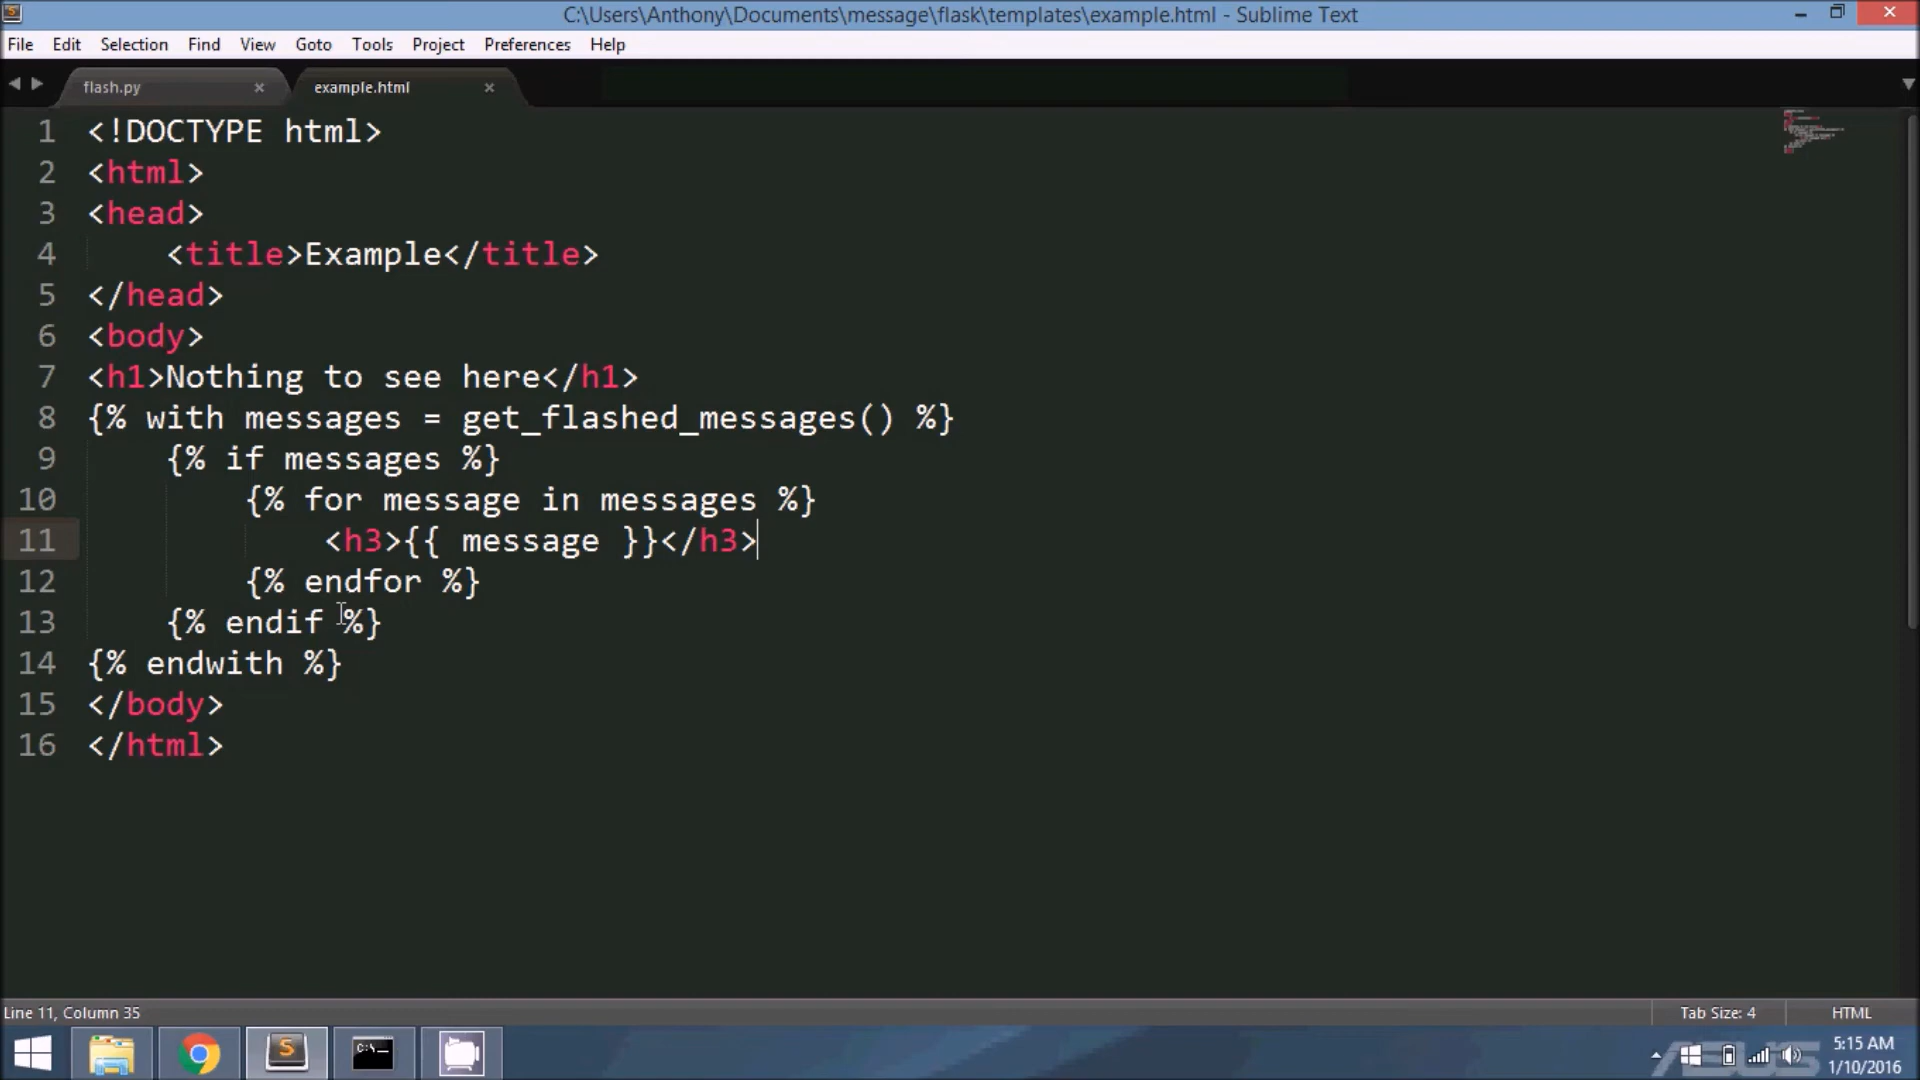 C:\Users\Anthony\Documents\message\flask\templates\example.html - Sublime Text
File Edit Selection Find View Goto Tools Project Preferences Help
flash.py example.html
1 <!DOCTYPE html>
2 <html>
3 <head>
4     <title>Example</title>
5 </head>
6 <body>
7 <h1>Nothing to see here</h1>
8 {% with messages = get_flashed_messages() %}
9     {% if messages %}
10         {% for message in messages %}
11             <h3>{{ message }}</h3>
12         {% endfor %}
13     {% endif %}
14 {% endwith %}
15 </body>
16 </html>
Line 11, Column 35 Tab Size: 4 HTML
5:15 AM
ASUS 1/10/2016